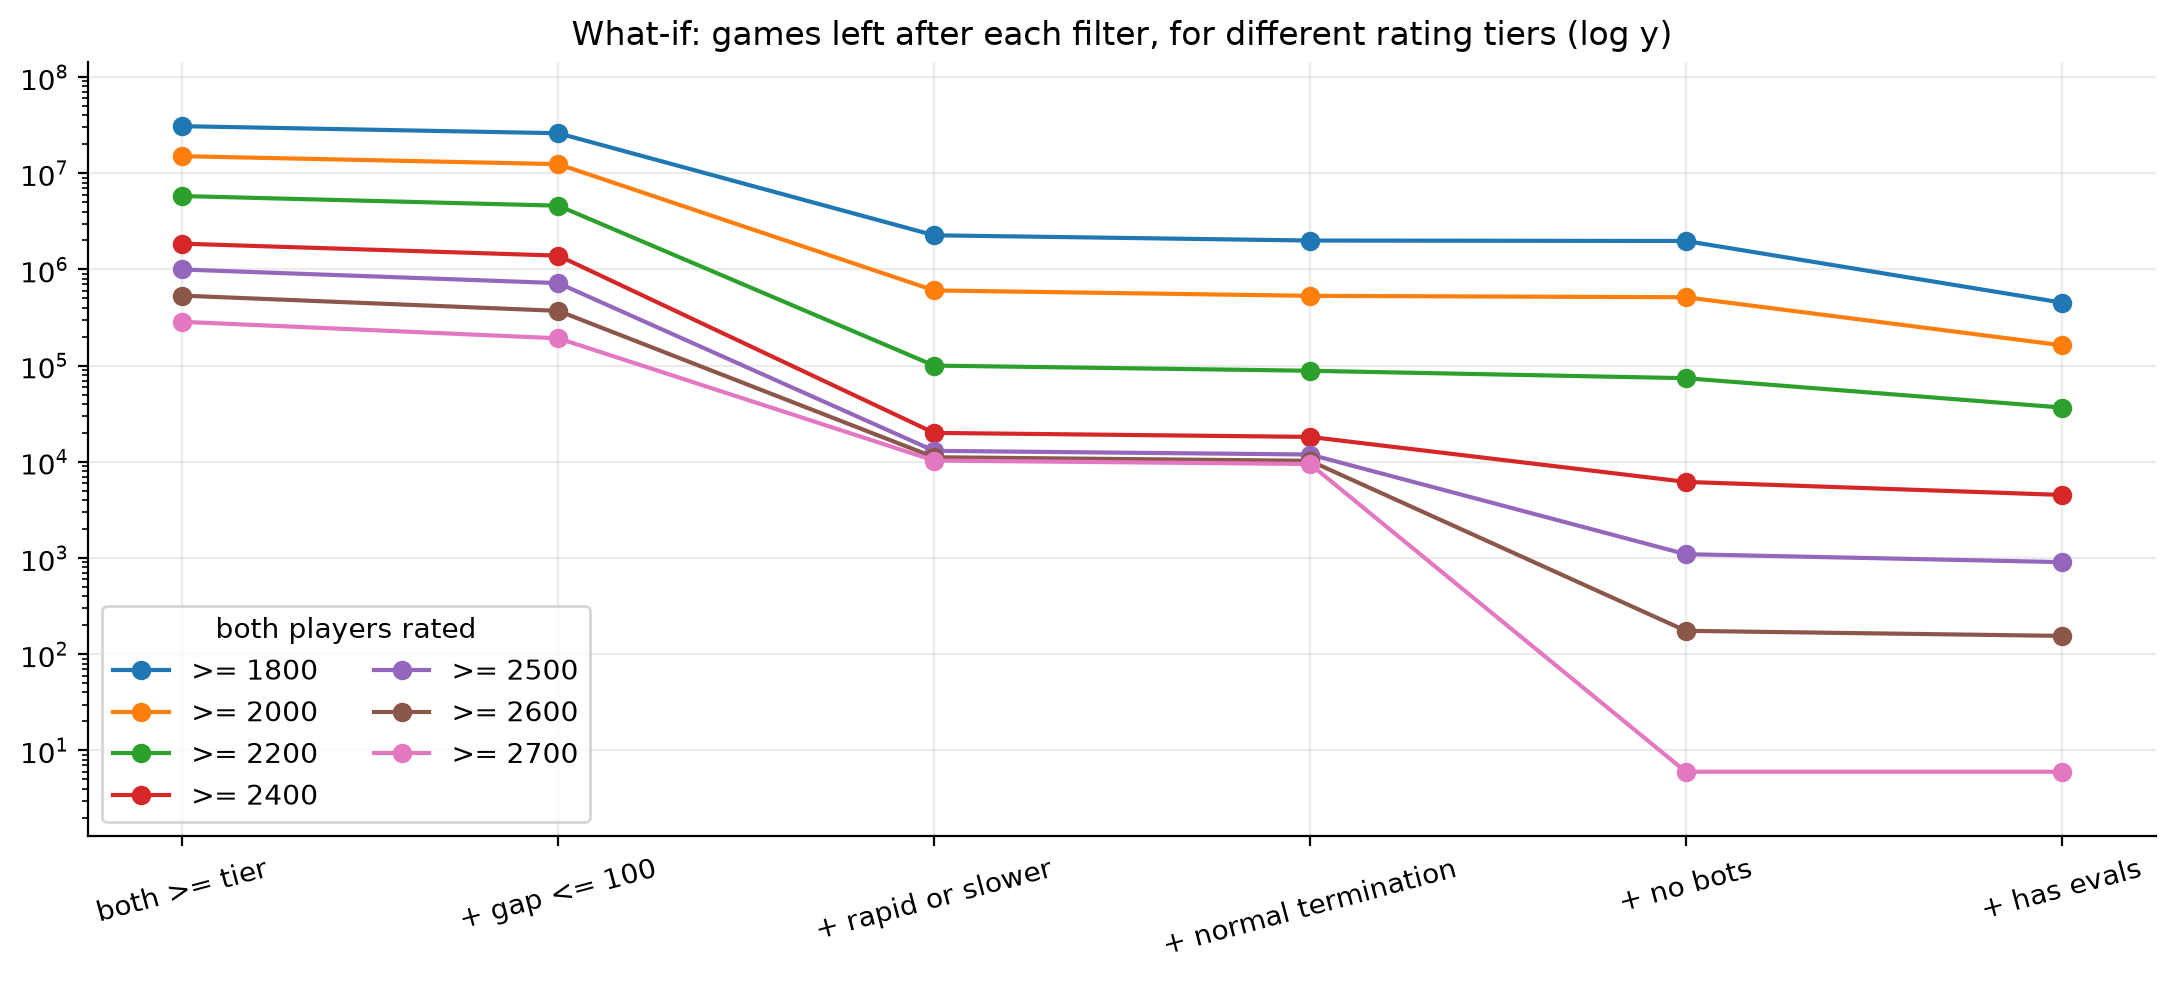 What-if: games left after each filter, for different rating tiers (log y)
10⁸
10⁷
10⁶
10⁵
10⁴
10³
10²
10¹
both players rated
>= 1800
>= 2000
>= 2200
>= 2400
>= 2500
>= 2600
>= 2700
both >= tier
+ gap <= 100
+ rapid or slower
+ normal termination
+ no bots
+ has evals